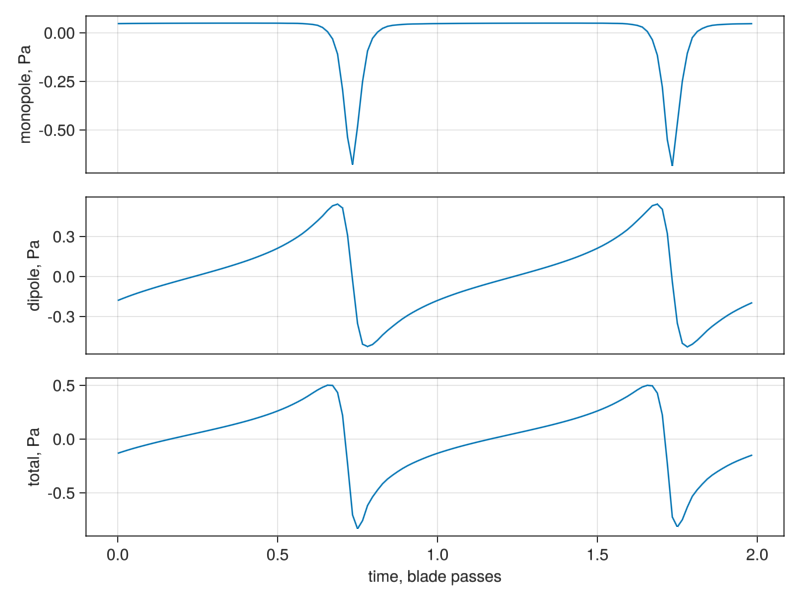 monopole, Pa
0.00
-0.25
-0.50
dipole, Pa
0.3
0.0
-0.3
total, Pa
0.5
0.0
-0.5
0.0 0.5 1.0 1.5 2.0
time, blade passes